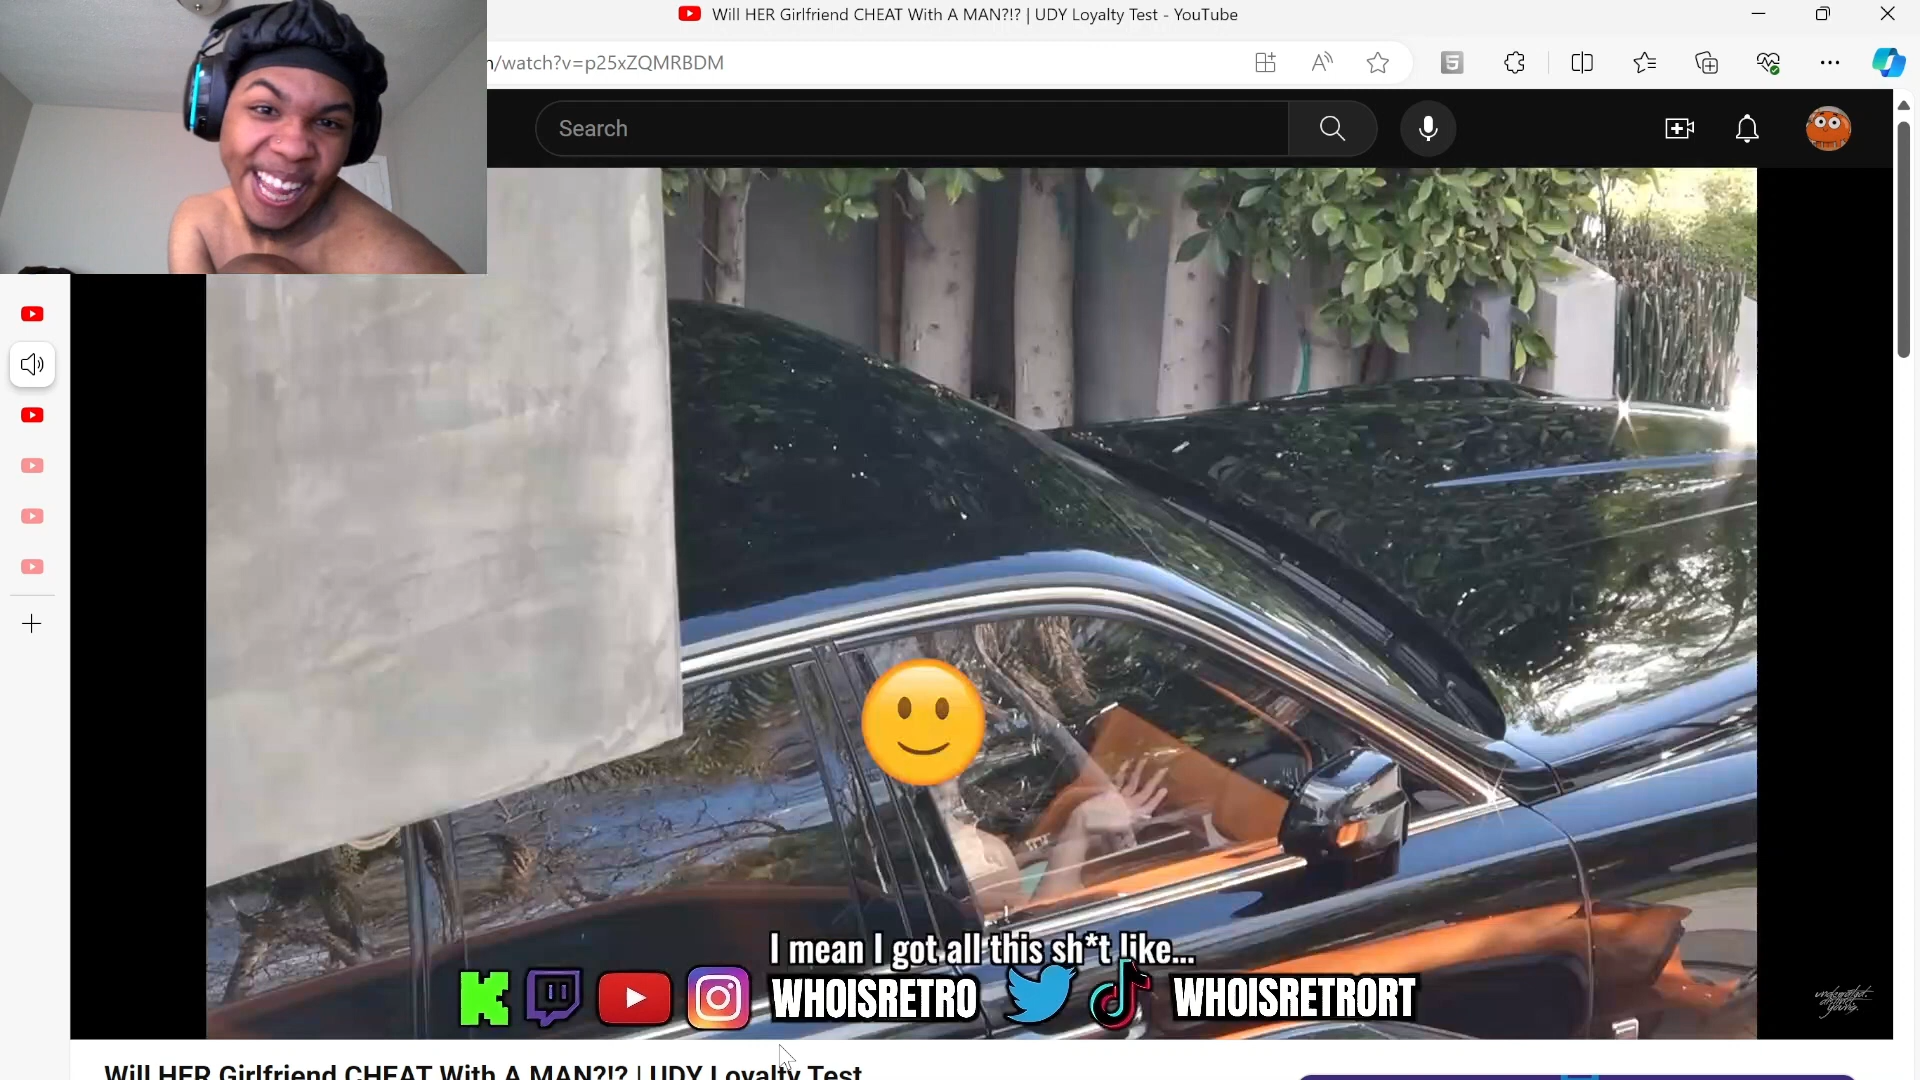 Will HER Girlfriend CHEAT With A MAN?!? | UDY Loyalty Test - YouTube
/watch?v=p25xZQMRBDM
Search
I mean I got all this sh*t like...
WHOISRETRO
WHOISRETRORT
Will HER Girlfriend CHEAT With A MAN?!? | UDY Loyalty Test